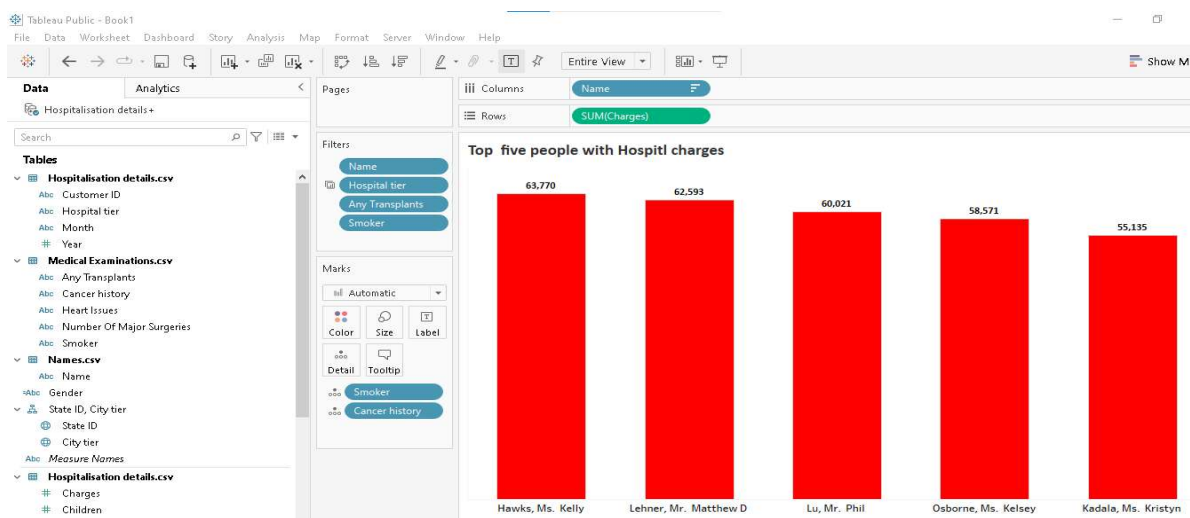 Tableau Public - Book1
File Data Worksheet Dashboard Story Analysis Map Format Server Window Help
Entire View
Show M
Data Analytics
Hospitalisation details+
Search
Tables
Hospitalisation details.csv
Abc Customer ID
Abc Hospital tier
Abc Month
# Year
Medical Examinations.csv
Abc Any Transplants
Abc Cancer history
Abc Heart Issues
Abc Number Of Major Surgeries
Abc Smoker
Names.csv
Abc Name
=Abc Gender
State ID, City tier
State ID
City tier
Abc Measure Names
Hospitalisation details.csv
# Charges
# Children
Pages
Filters
Name
Hospital tier
Any Transplants
Smoker
Marks
Automatic
Color Size Label
Detail Tooltip
Smoker
Cancer history
Columns Name
Rows SUM(Charges)
Top five people with Hospitl charges
63,770
62,593
60,021
58,571
55,135
Hawks, Ms. Kelly Lehner, Mr. Matthew D Lu, Mr. Phil Osborne, Ms. Kelsey Kadala, Ms. Kristyn